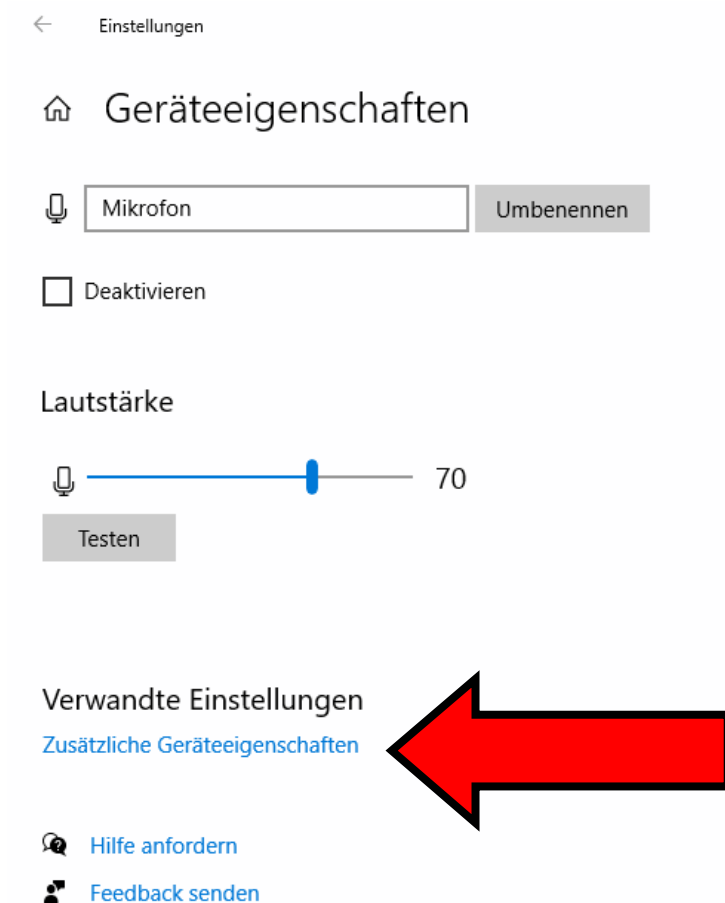 Einstellungen
Geräteeigenschaften
Mikrofon
Umbenennen
Deaktivieren
Lautstärke
70
Testen
Verwandte Einstellungen
Zusätzliche Geräteeigenschaften
Hilfe anfordern
Feedback senden